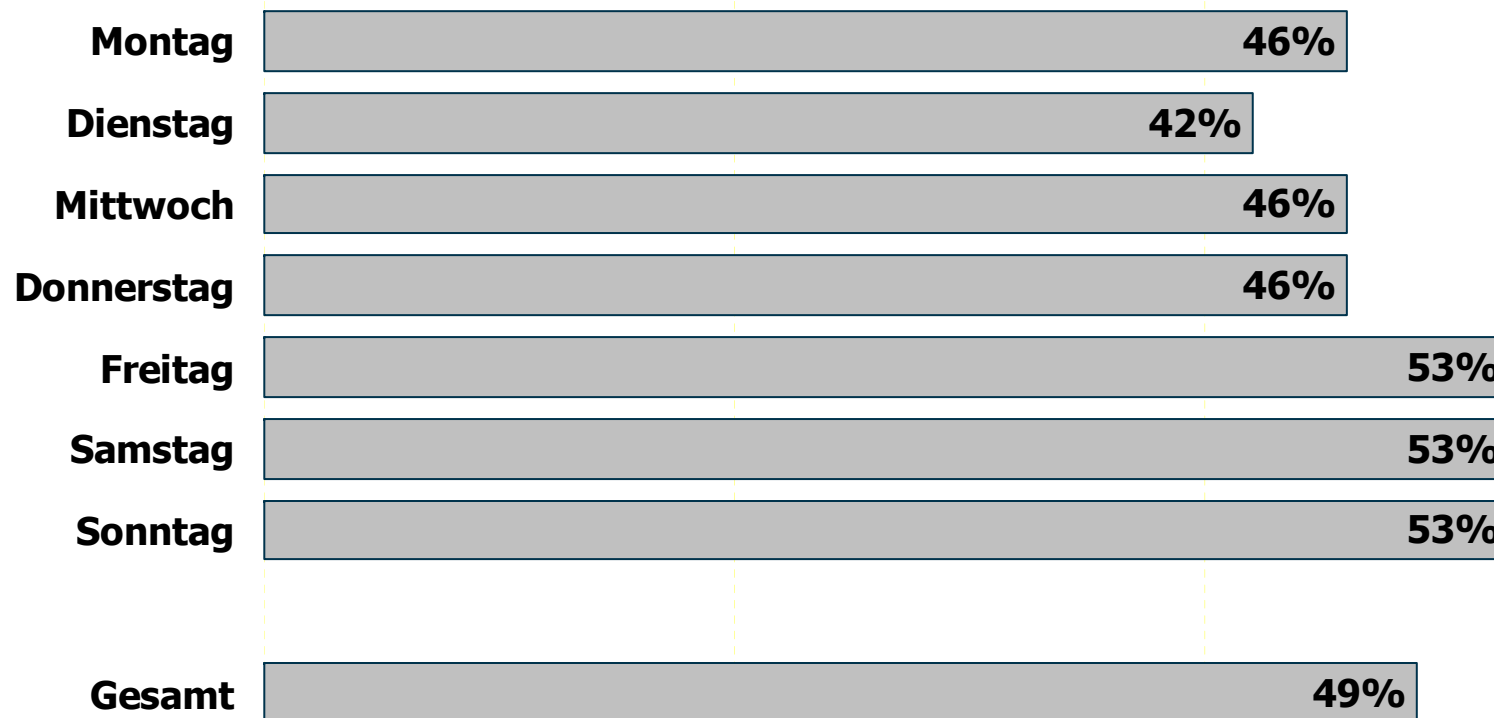 Montag 46%
Dienstag 42%
Mittwoch 46%
Donnerstag 46%
Freitag 53%
Samstag 53%
Sonntag 53%
Gesamt 49%